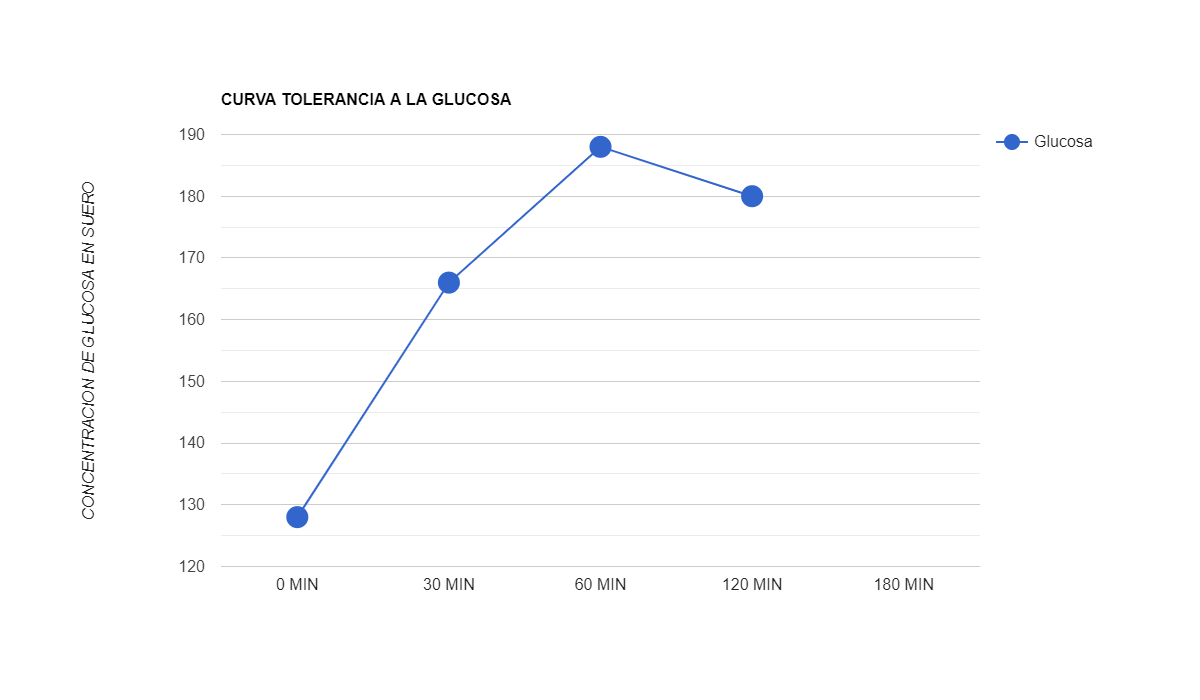 CURVA TOLERANCIA A LA GLUCOSA
Glucosa
CONCENTRACION DE GLUCOSA EN SUERO
190
180
170
160
150
140
130
120
0 MIN
30 MIN
60 MIN
120 MIN
180 MIN